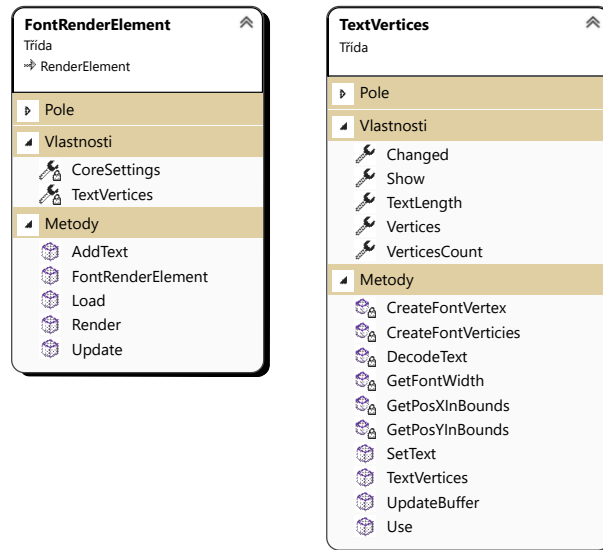 FontRenderElement
Třída
RenderElement
Pole
Vlastnosti
CoreSettings
TextVertices
Metody
AddText
FontRenderElement
Load
Render
Update
TextVertices
Třída
Pole
Vlastnosti
Changed
Show
TextLength
Vertices
VerticesCount
Metody
CreateFontVertex
CreateFontVerticies
DecodeText
GetFontWidth
GetPosXInBounds
GetPosYInBounds
SetText
TextVertices
UpdateBuffer
Use